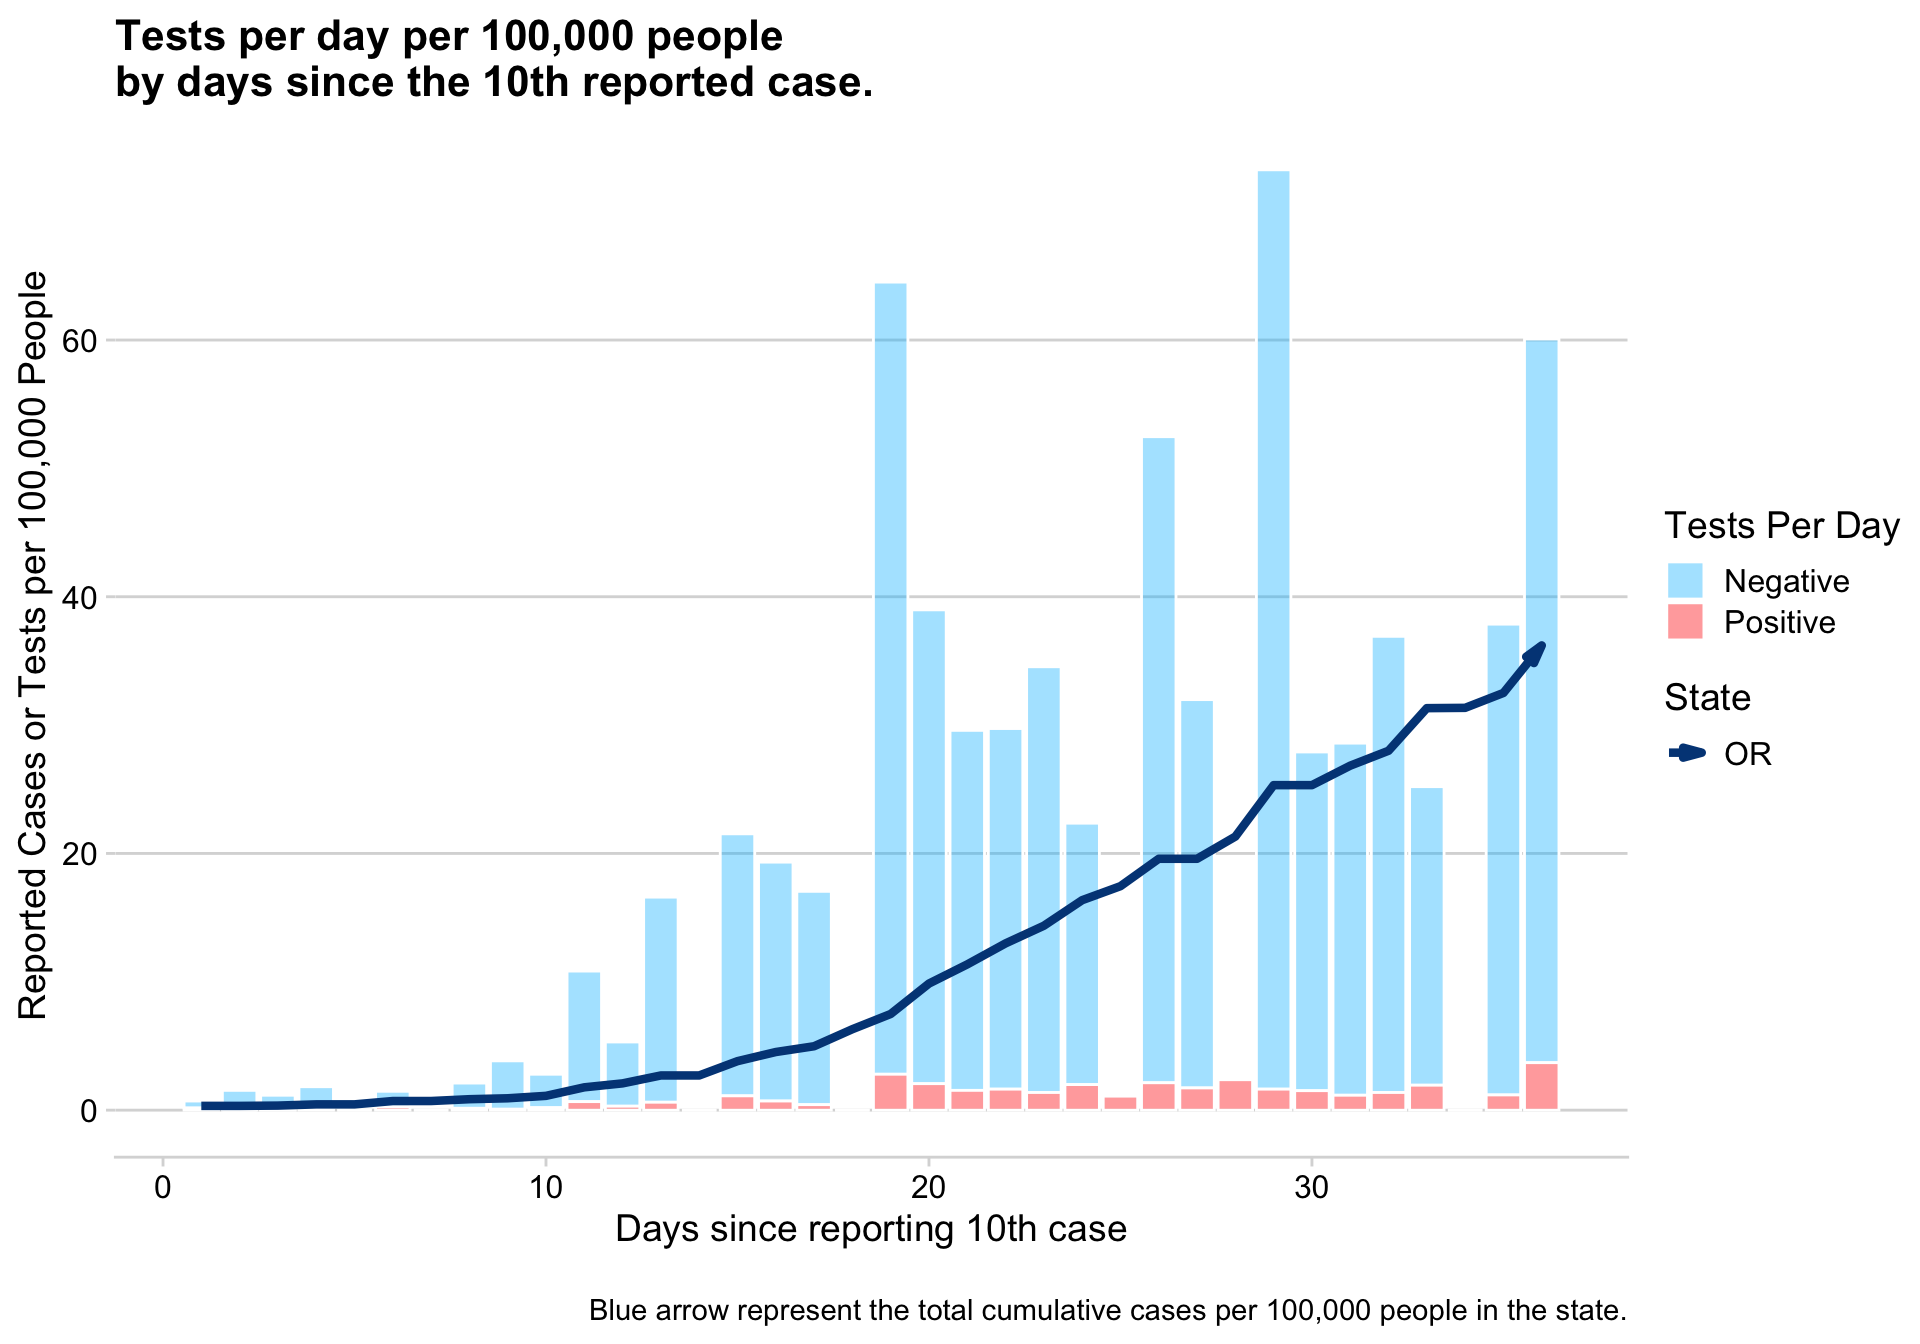 Tests per day per 100,000 people
by days since the 10th reported case.
Reported Cases or Tests per 100,000 People
60
40
20
0
0
10
20
30
Days since reporting 10th case
Tests Per Day
Negative
Positive
State
OR
Blue arrow represent the total cumulative cases per 100,000 people in the state.